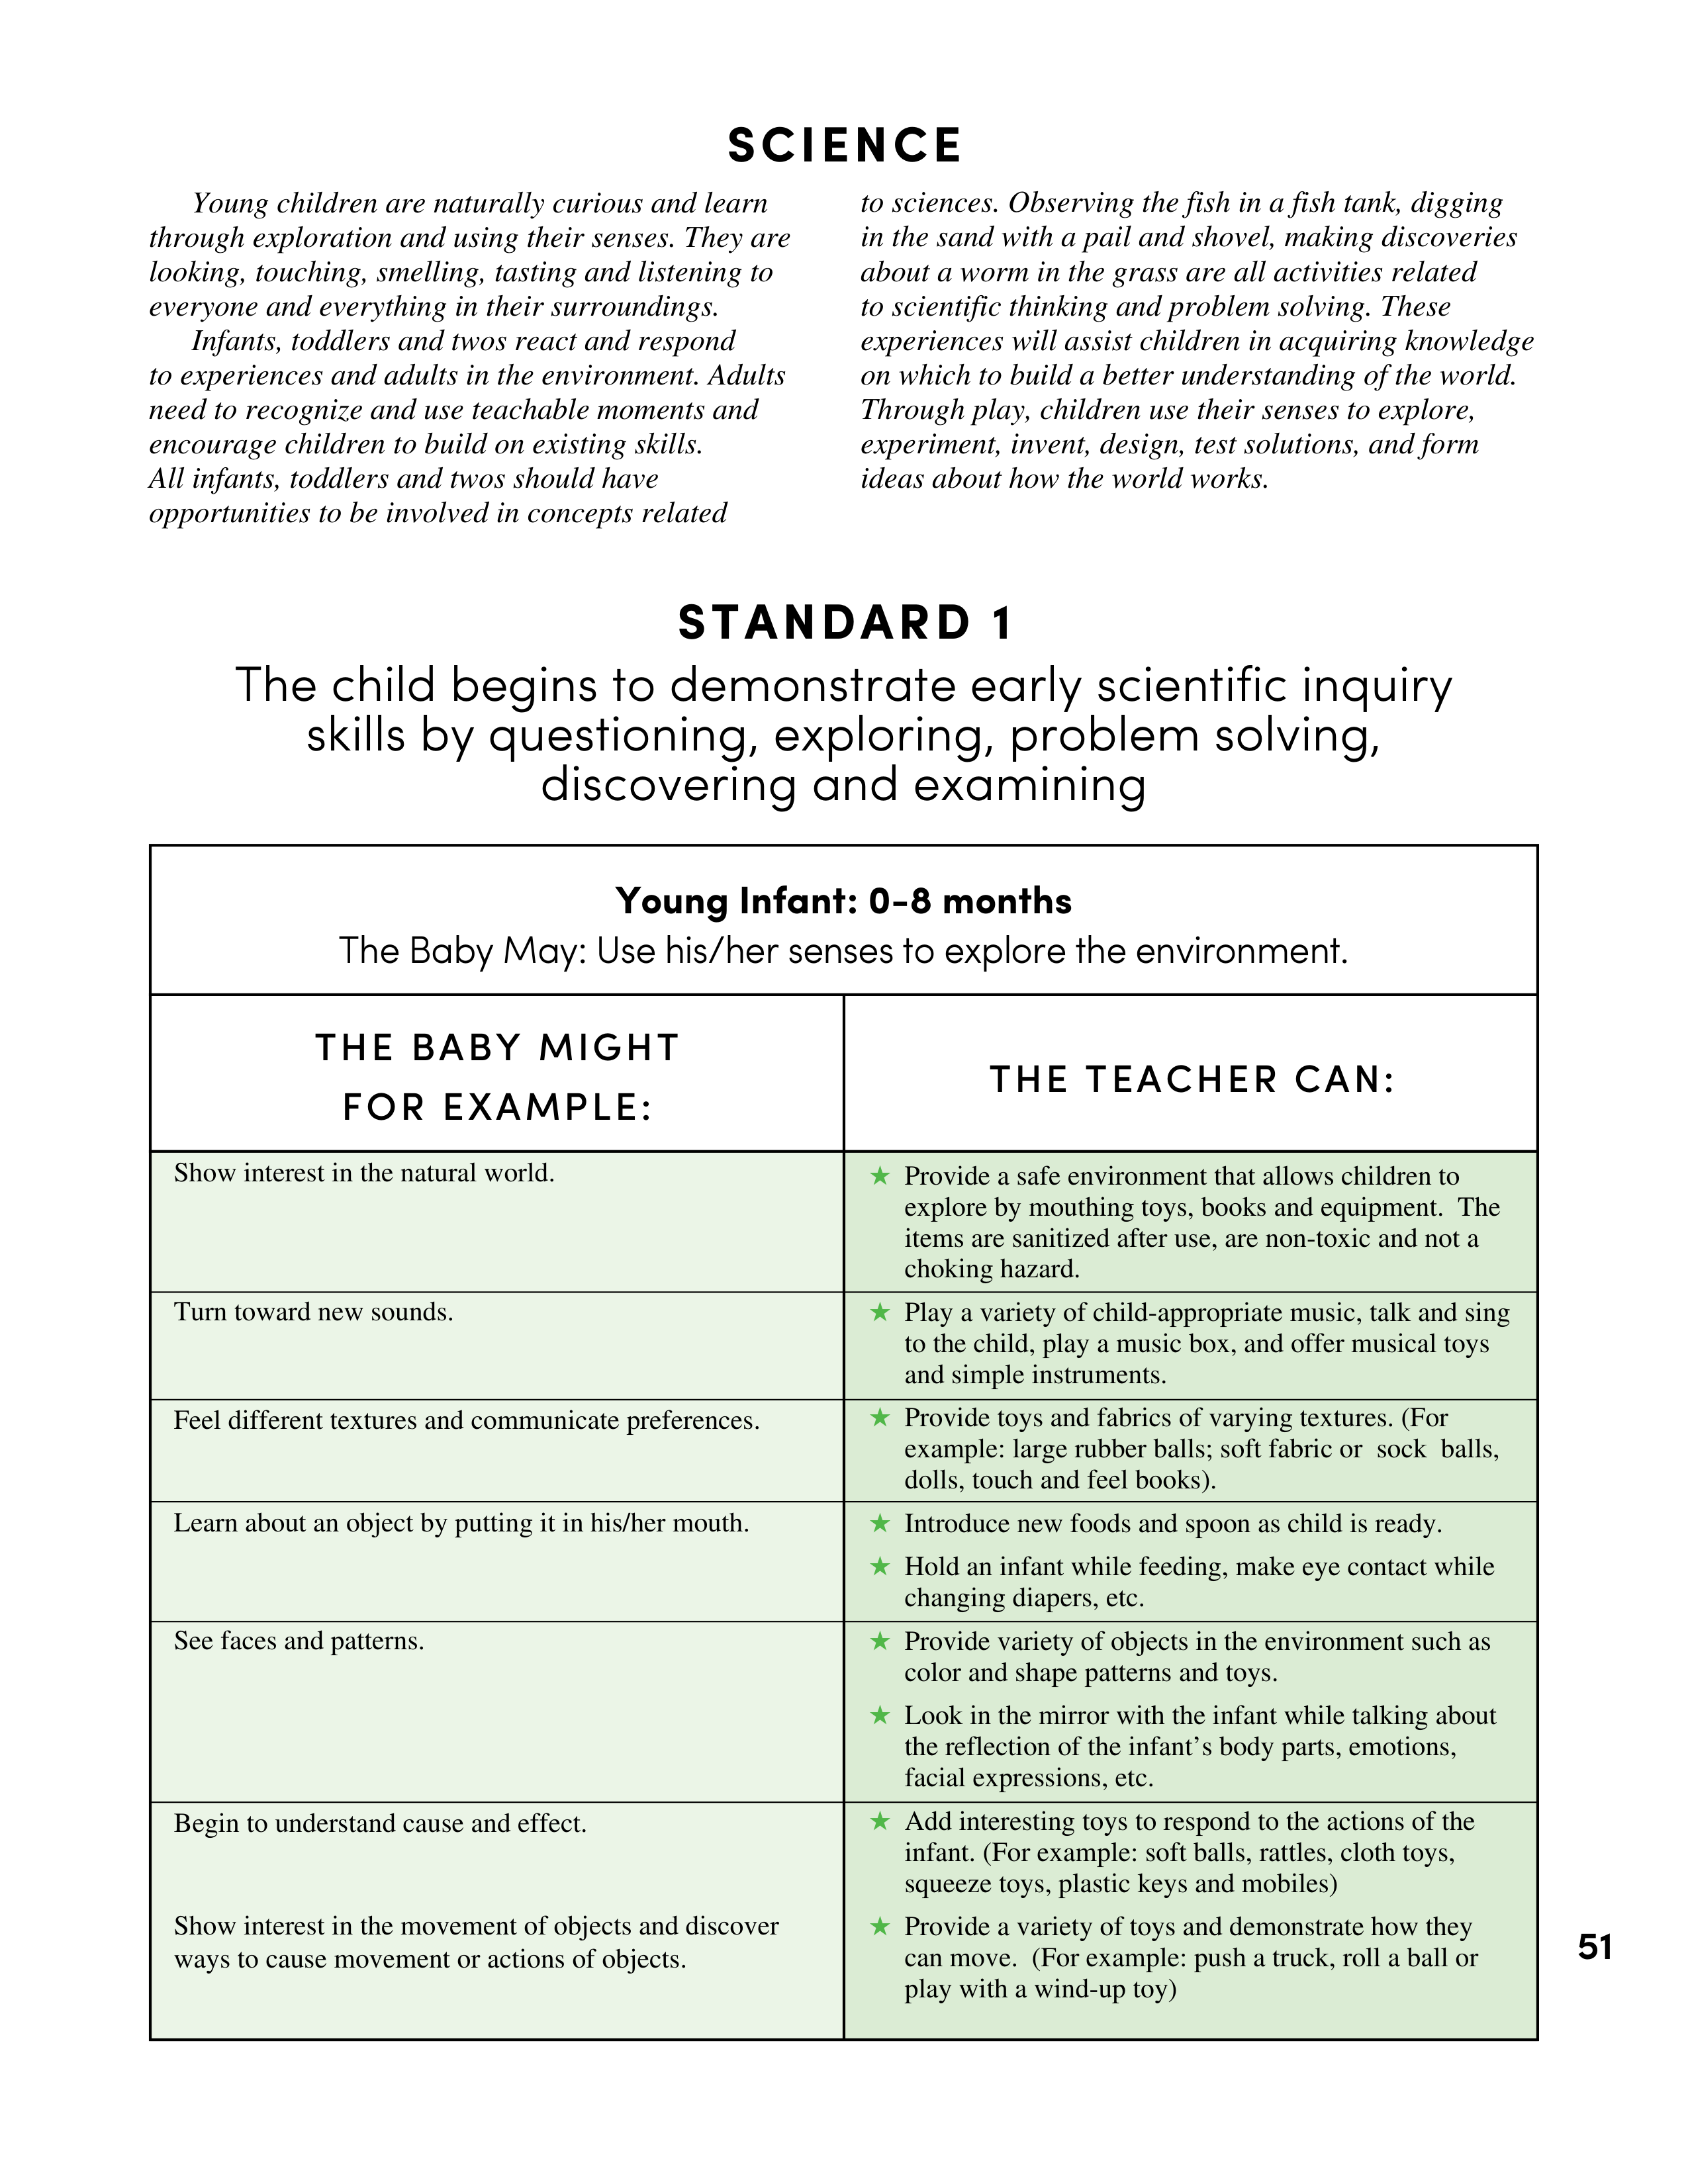 SCIENCE
Young children are naturally curious and learn
through exploration and using their senses. They are
looking, touching, smelling, tasting and listening to
everyone and everything in their surroundings.
Infants, toddlers and twos react and respond
to experiences and adults in the environment. Adults
need to recognize and use teachable moments and
encourage children to build on existing skills.
All infants, toddlers and twos should have
opportunities to be involved in concepts related
to sciences. Observing the fish in a fish tank, digging
in the sand with a pail and shovel, making discoveries
about a worm in the grass are all activities related
to scientific thinking and problem solving. These
experiences will assist children in acquiring knowledge
on which to build a better understanding of the world.
Through play, children use their senses to explore,
experiment, invent, design, test solutions, and form
ideas about how the world works.
STANDARD 1
The child begins to demonstrate early scientific inquiry
skills by questioning, exploring, problem solving,
discovering and examining
Young Infant: 0-8 months
The Baby May: Use his/her senses to explore the environment.
THE BABY MIGHT
FOR EXAMPLE:
THE TEACHER CAN:
Show interest in the natural world.
★ Provide a safe environment that allows children to
explore by mouthing toys, books and equipment.  The
items are sanitized after use, are non-toxic and not a
choking hazard.
Turn toward new sounds.
★ Play a variety of child-appropriate music, talk and sing
to the child, play a music box, and offer musical toys
and simple instruments.
Feel different textures and communicate preferences.
★ Provide toys and fabrics of varying textures. (For
example: large rubber balls; soft fabric or  sock  balls,
dolls, touch and feel books).
Learn about an object by putting it in his/her mouth.
★ Introduce new foods and spoon as child is ready.
★ Hold an infant while feeding, make eye contact while
changing diapers, etc.
See faces and patterns.
★ Provide variety of objects in the environment such as
color and shape patterns and toys.
★ Look in the mirror with the infant while talking about
the reflection of the infant’s body parts, emotions,
facial expressions, etc.
Begin to understand cause and effect.
★ Add interesting toys to respond to the actions of the
infant. (For example: soft balls, rattles, cloth toys,
squeeze toys, plastic keys and mobiles)
Show interest in the movement of objects and discover
ways to cause movement or actions of objects.
★ Provide a variety of toys and demonstrate how they
can move.  (For example: push a truck, roll a ball or
play with a wind-up toy)
51